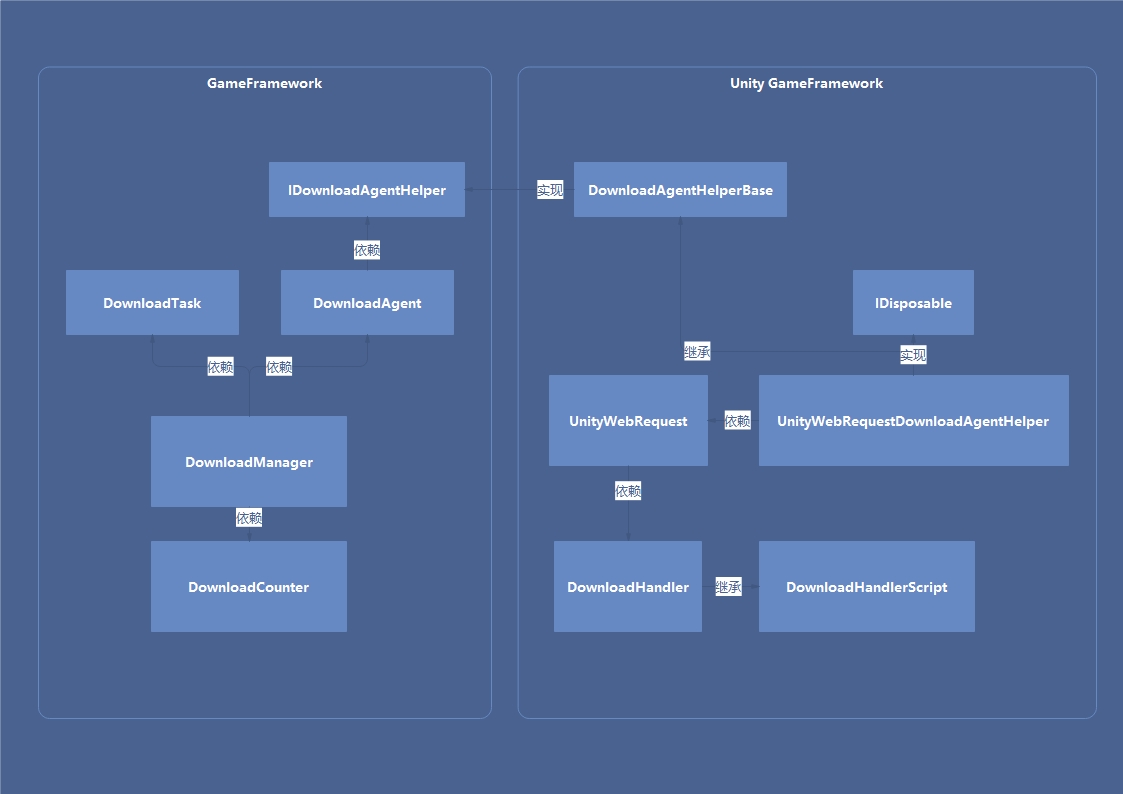 GameFramework
IDownloadAgentHelper
依赖
DownloadTask
DownloadAgent
依赖
依赖
DownloadManager
依赖
DownloadCounter
实现
Unity GameFramework
DownloadAgentHelperBase
IDisposable
继承
实现
UnityWebRequest
依赖
UnityWebRequestDownloadAgentHelper
依赖
DownloadHandler
继承
DownloadHandlerScript